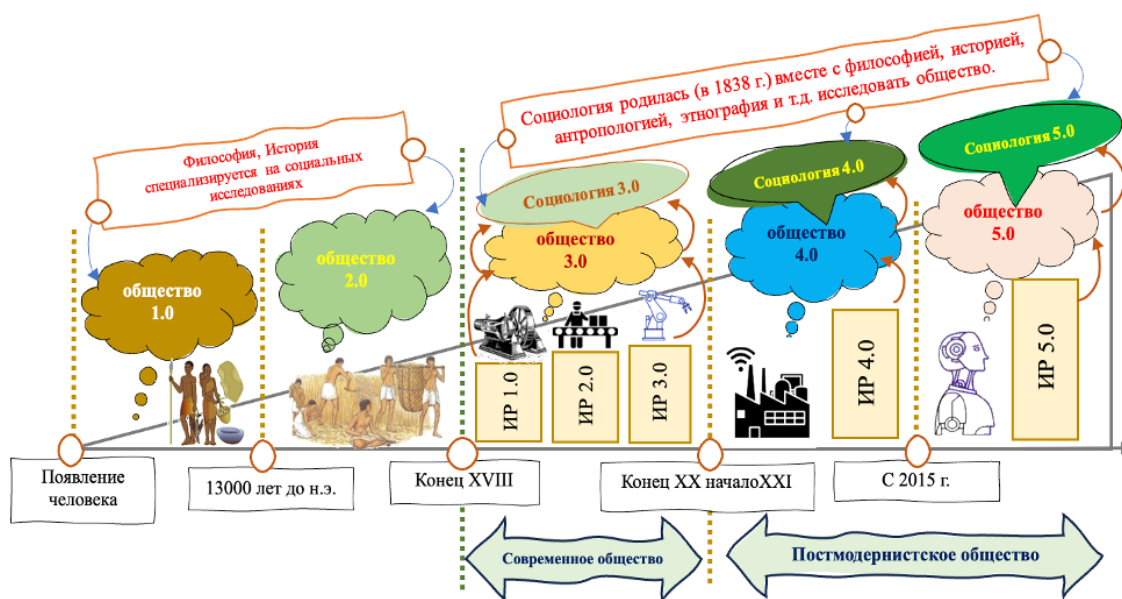 Социология родилась (в 1838 г.) вместе с философией, историей,
антропологией, этнография и т.д. исследовать общество.
Философия, История
специализируется на социальных
исследованиях
Социология 3.0
Социология 4.0
Социология 5.0
общество
1.0
общество
2.0
общество
3.0
общество
4.0
общество
5.0
ИР 1.0
ИР 2.0
ИР 3.0
ИР 4.0
ИР 5.0
Появление
человека
13000 лет до н.э.
Конец XVIII
Конец XX началоXXI
С 2015 г.
Современное общество
Постмодернистское общество